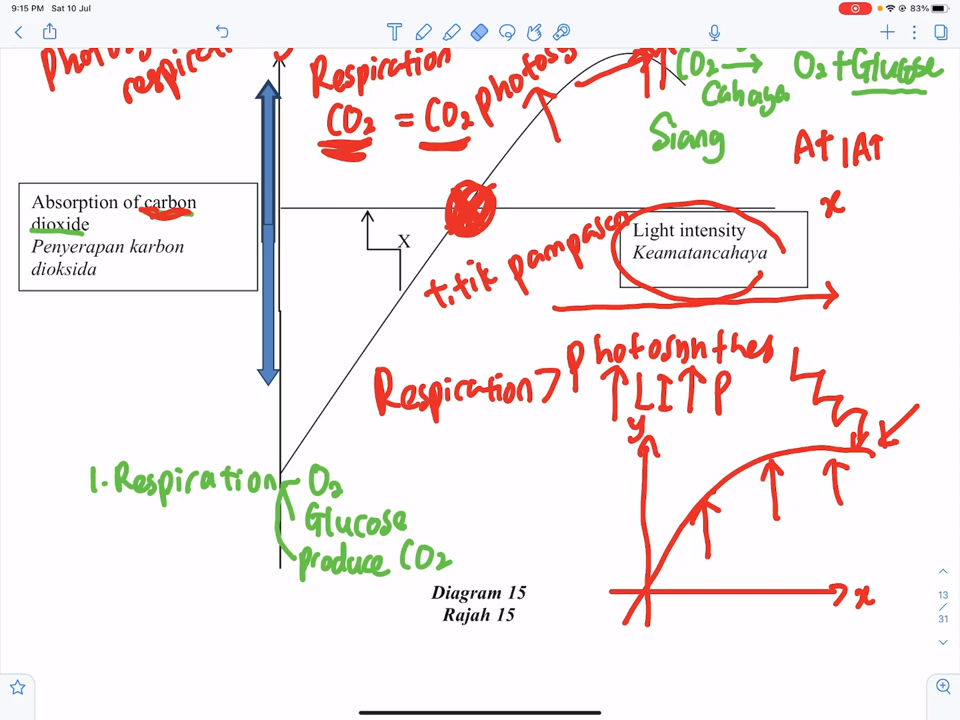 9:15 PM Sat 10 Jul
83%
respirati
Respiration
CO₂ = CO₂ photosy
CO₂ → O₂ + Glucose
Cahaya
Siang
A↑ | A↑
x
Absorption of carbon
dioxide
Penyerapan karbon
dioksida
X
Light intensity
Keamatancahaya
titik pampasan
Photosynthes
Respiration >
↑ LI ↑ P
y
x
1. Respiration - O₂
Glucose
produce CO₂
Diagram 15
Rajah 15
13
/
31